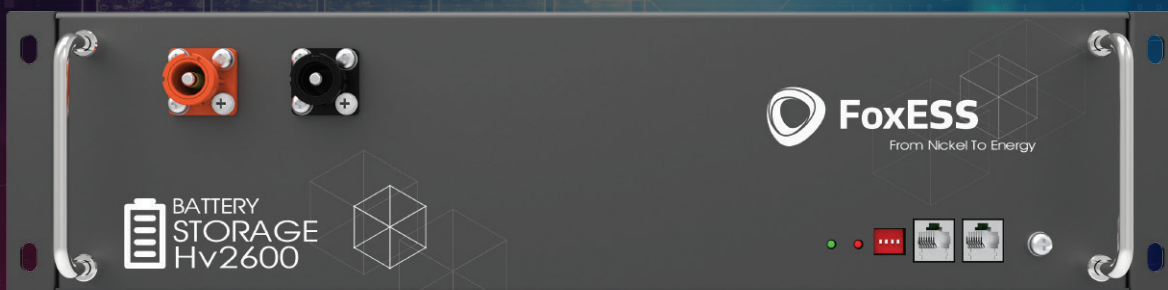 FoxESS
From Nickel To Energy
BATTERY
STORAGE
Hv2600